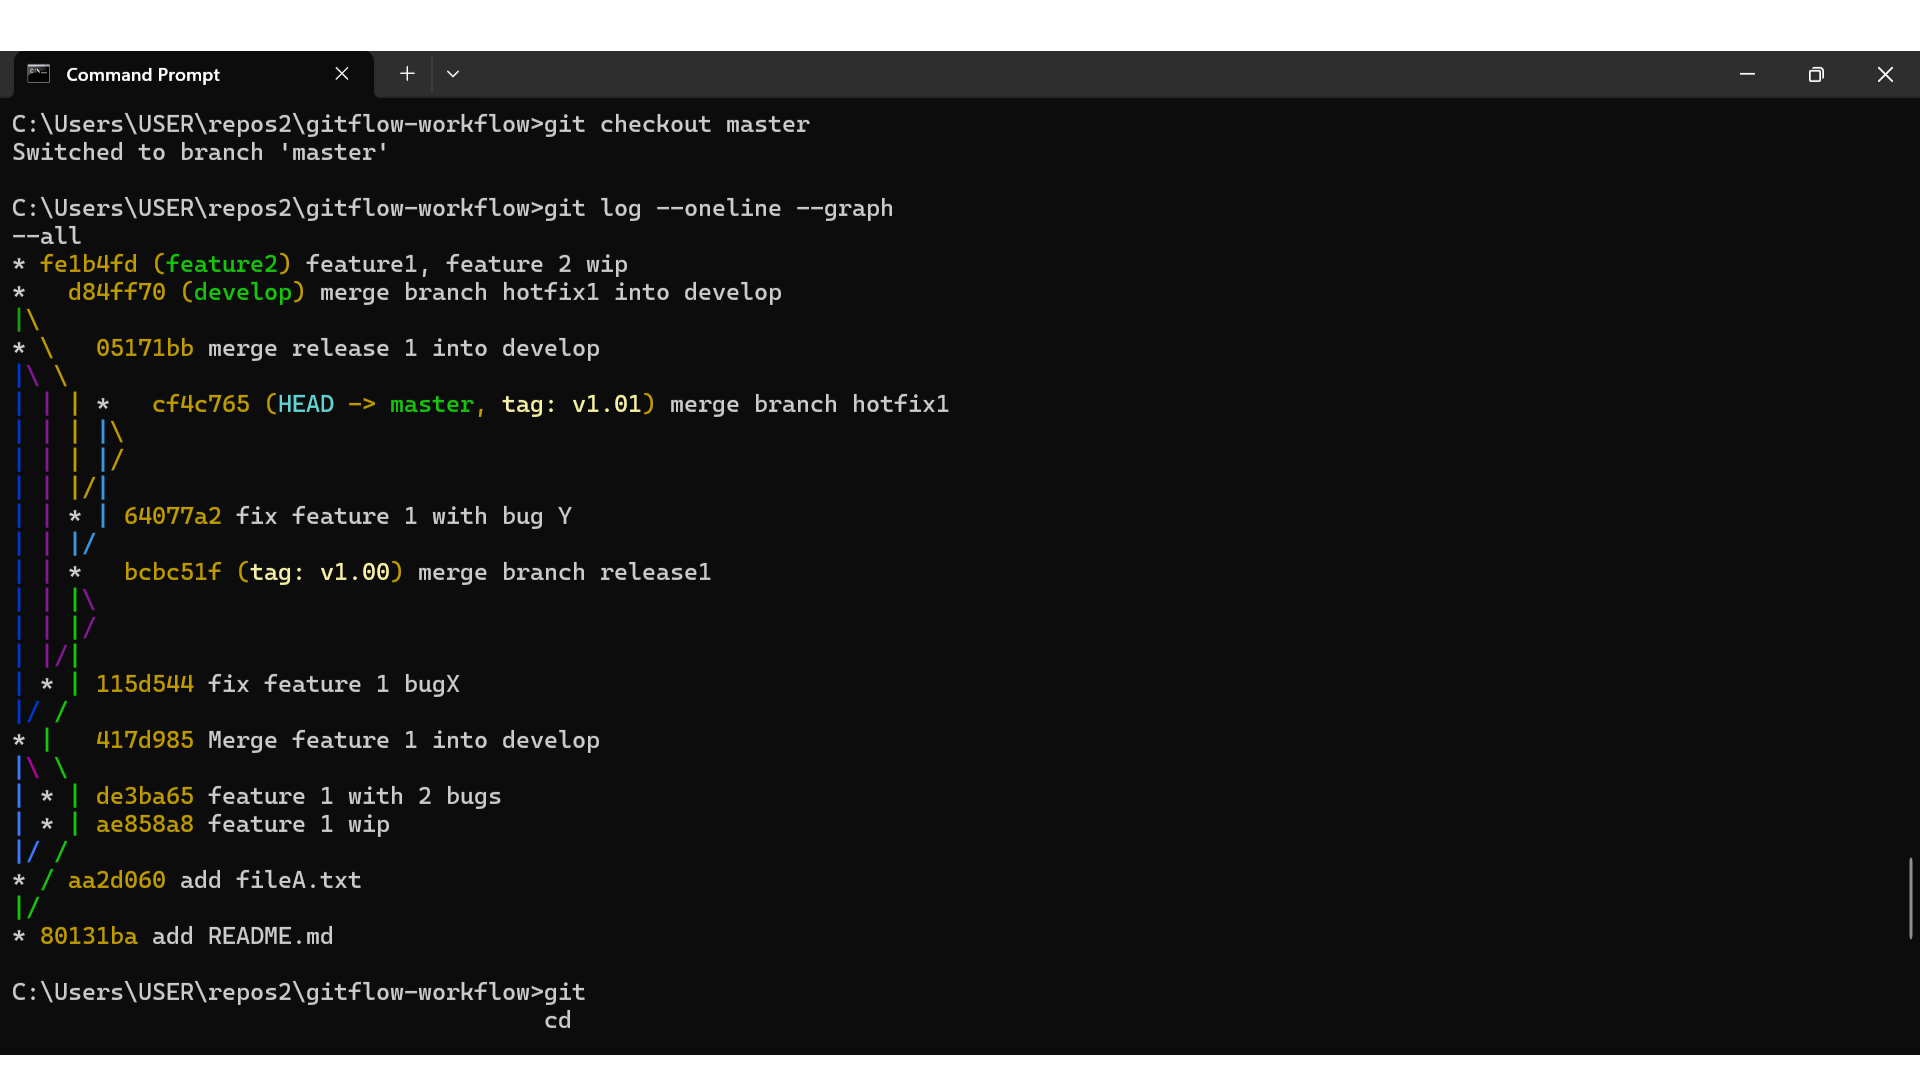 Command Prompt
C:\Users\USER\repos2\gitflow-workflow>git checkout master
Switched to branch 'master'
C:\Users\USER\repos2\gitflow-workflow>git log --oneline --graph
--all
* fe1b4fd (feature2) feature1, feature 2 wip
*   d84ff70 (develop) merge branch hotfix1 into develop
|\
* \   05171bb merge release 1 into develop
|\ \
| | | *   cf4c765 (HEAD -> master, tag: v1.01) merge branch hotfix1
| | | |\
| | | |/
| | |/|
| | * | 64077a2 fix feature 1 with bug Y
| | |/
| | *   bcbc51f (tag: v1.00) merge branch release1
| | |\
| | |/
| |/|
| * | 115d544 fix feature 1 bugX
|/ /
* |   417d985 Merge feature 1 into develop
|\ \
| * | de3ba65 feature 1 with 2 bugs
| * | ae858a8 feature 1 wip
|/ /
* / aa2d060 add fileA.txt
|/
* 80131ba add README.md
C:\Users\USER\repos2\gitflow-workflow>git
cd